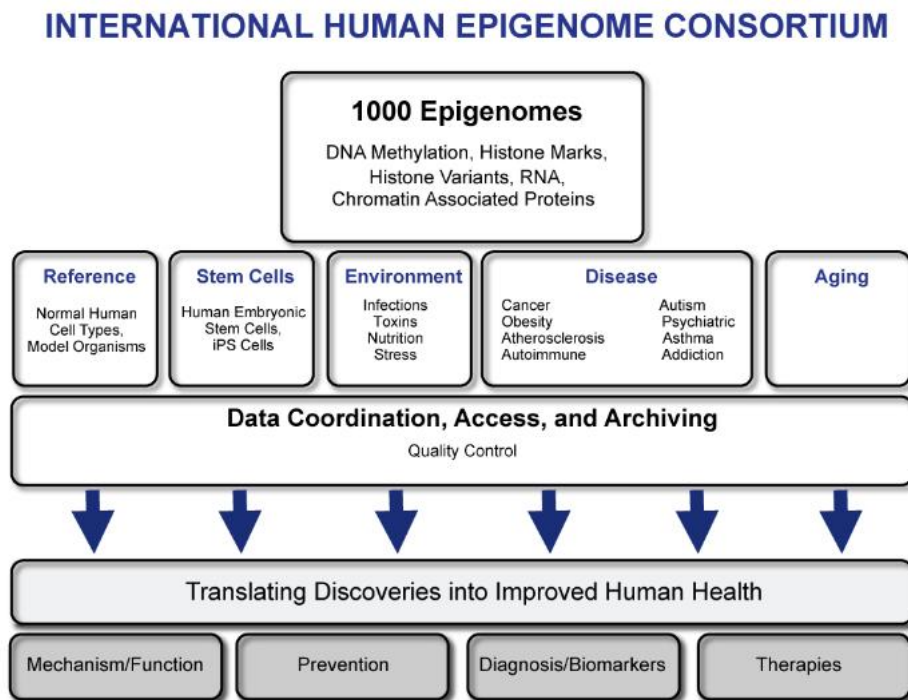 INTERNATIONAL HUMAN EPIGENOME CONSORTIUM
1000 Epigenomes
DNA Methylation, Histone Marks,
Histone Variants, RNA,
Chromatin Associated Proteins
Reference
Normal Human
Cell Types,
Model Organisms
Stem Cells
Human Embryonic
Stem Cells,
iPS Cells
Environment
Infections
Toxins
Nutrition
Stress
Disease
Cancer
Obesity
Atherosclerosis
Autoimmune
Autism
Psychiatric
Asthma
Addiction
Aging
Data Coordination, Access, and Archiving
Quality Control
Translating Discoveries into Improved Human Health
Mechanism/Function
Prevention
Diagnosis/Biomarkers
Therapies